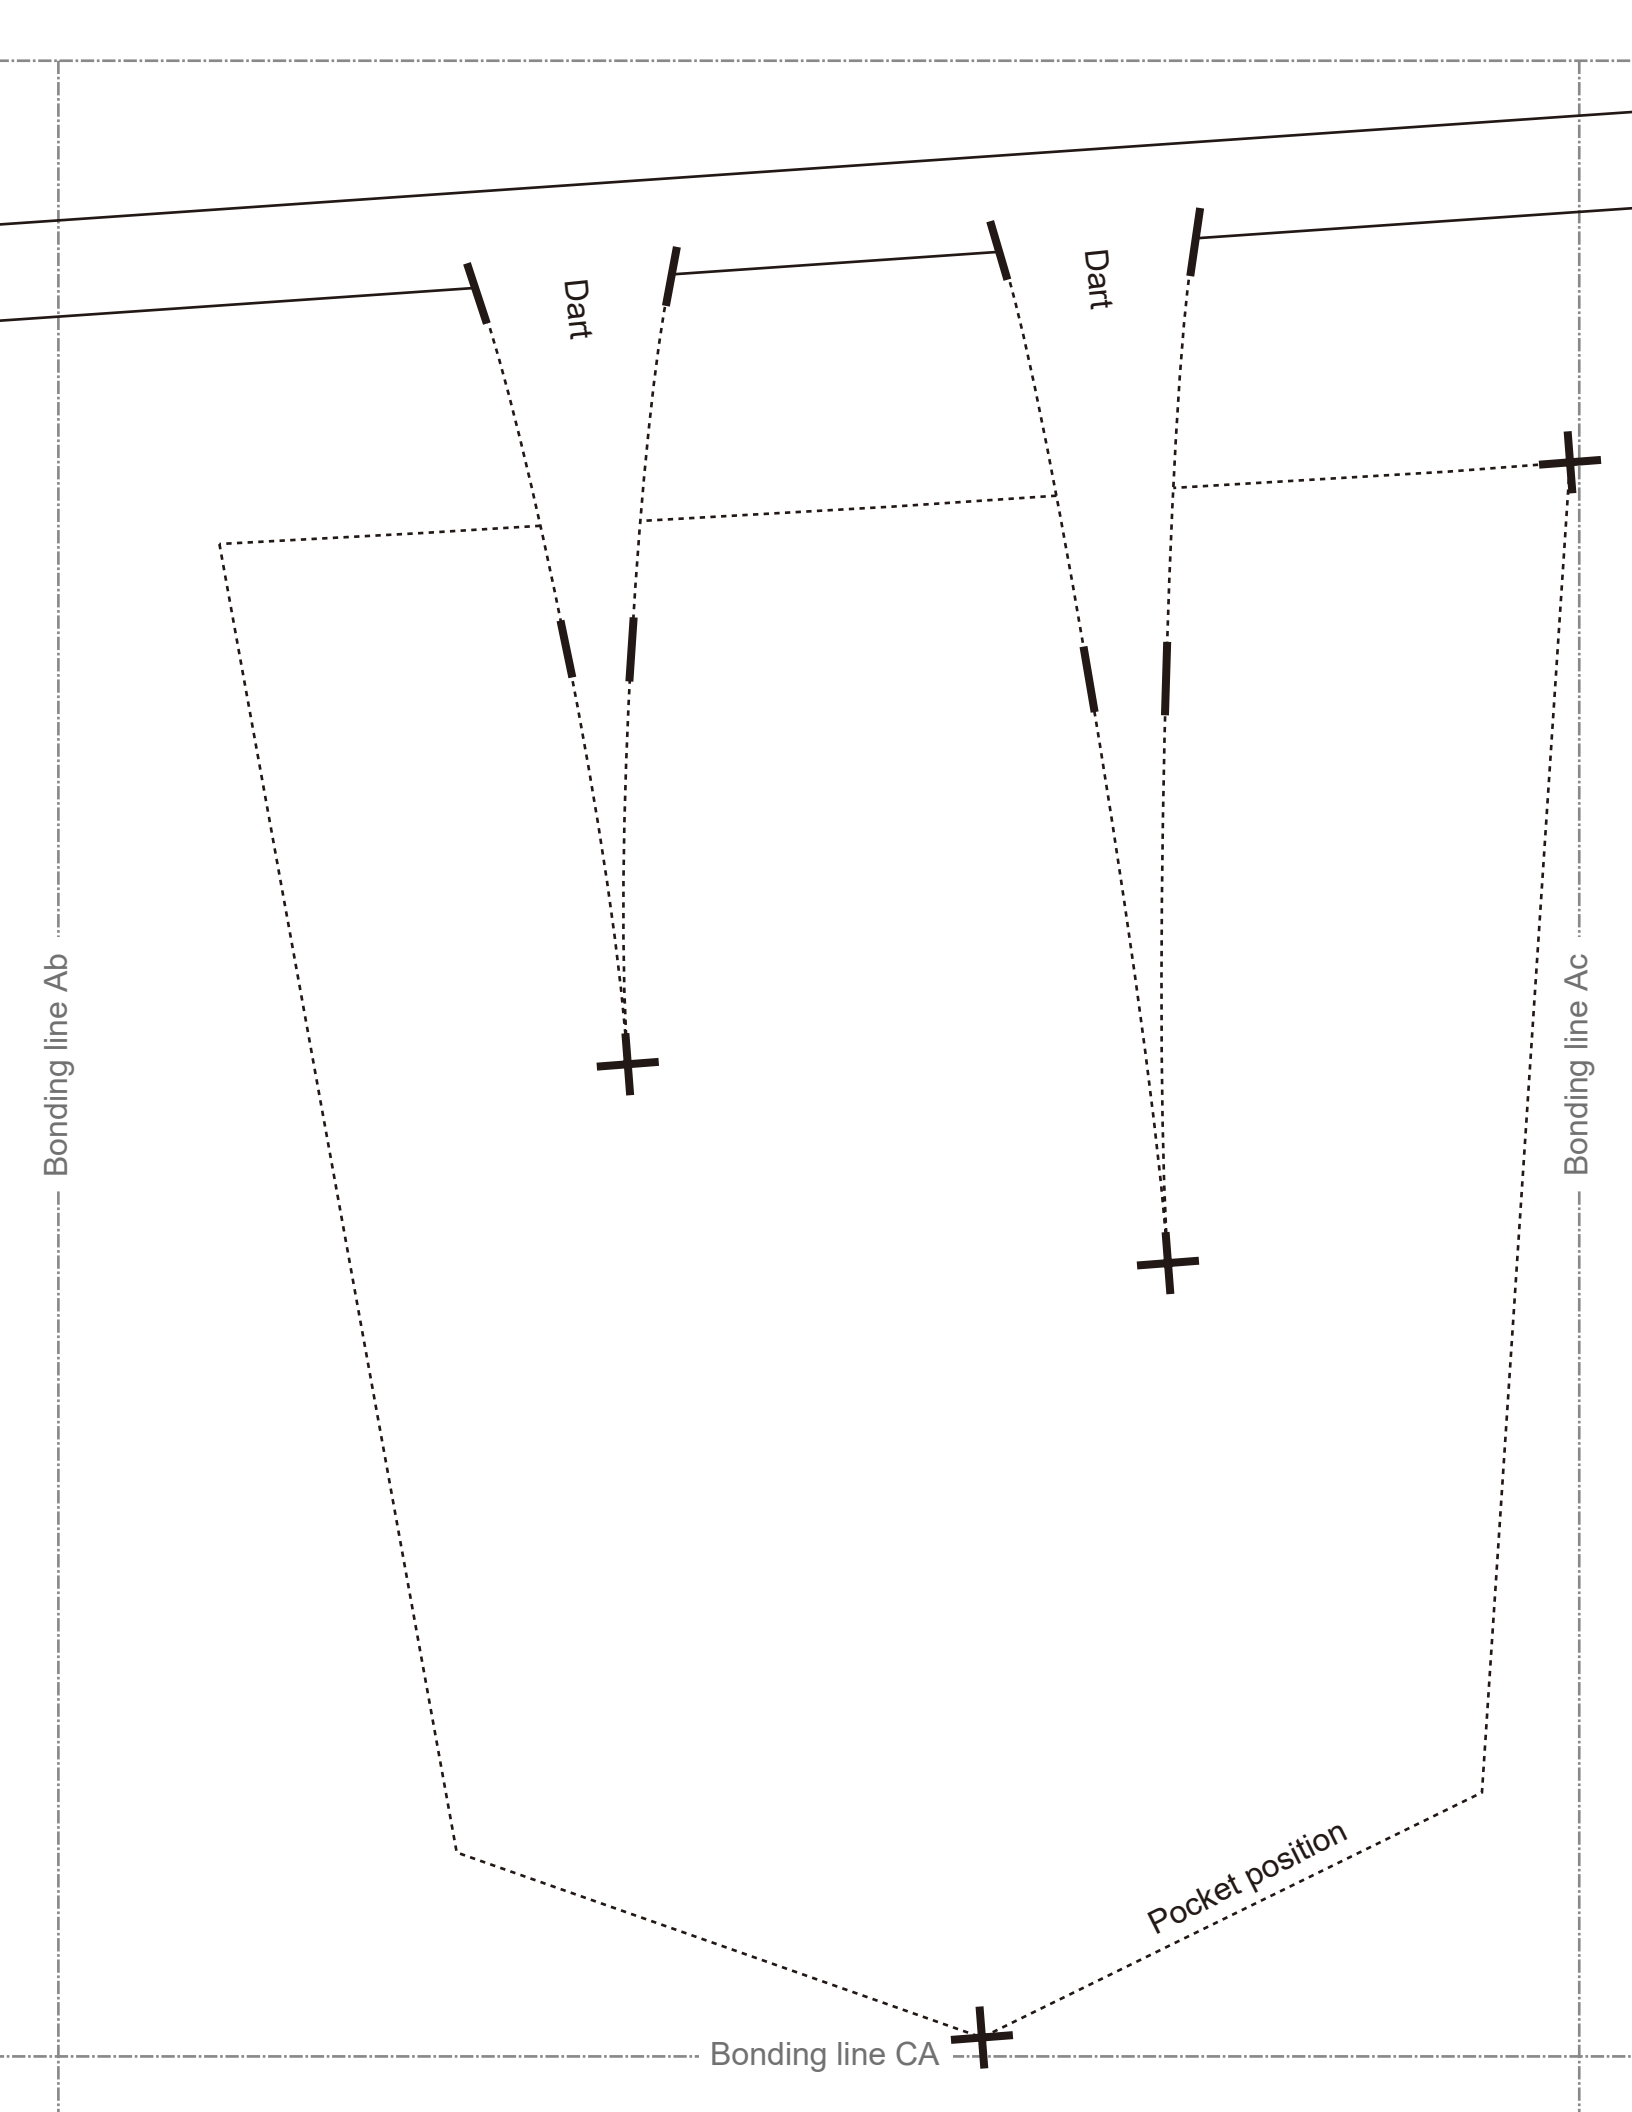 Dart
Dart
Bonding line Ab
Bonding line Ac
Pocket position
Bonding line CA